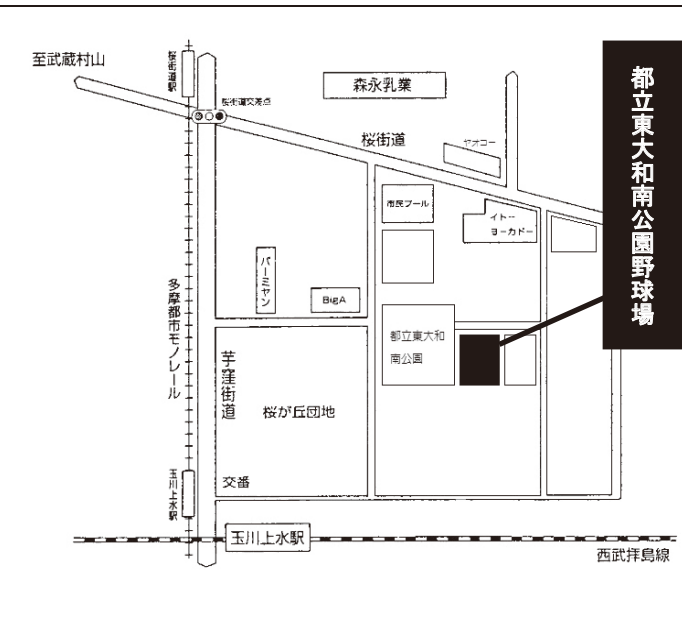 至武蔵村山
桜街道駅
森永乳業
桜街道交差点
桜街道
ヤオコー
都立東大和南公園野球場
市民プール
イトー
ヨーカドー
バーミヤン
BigA
多摩都市モノレール
都立東大和
南公園
芋窪街道
桜が丘団地
交番
玉川上水駅
玉川上水駅
西武拝島線